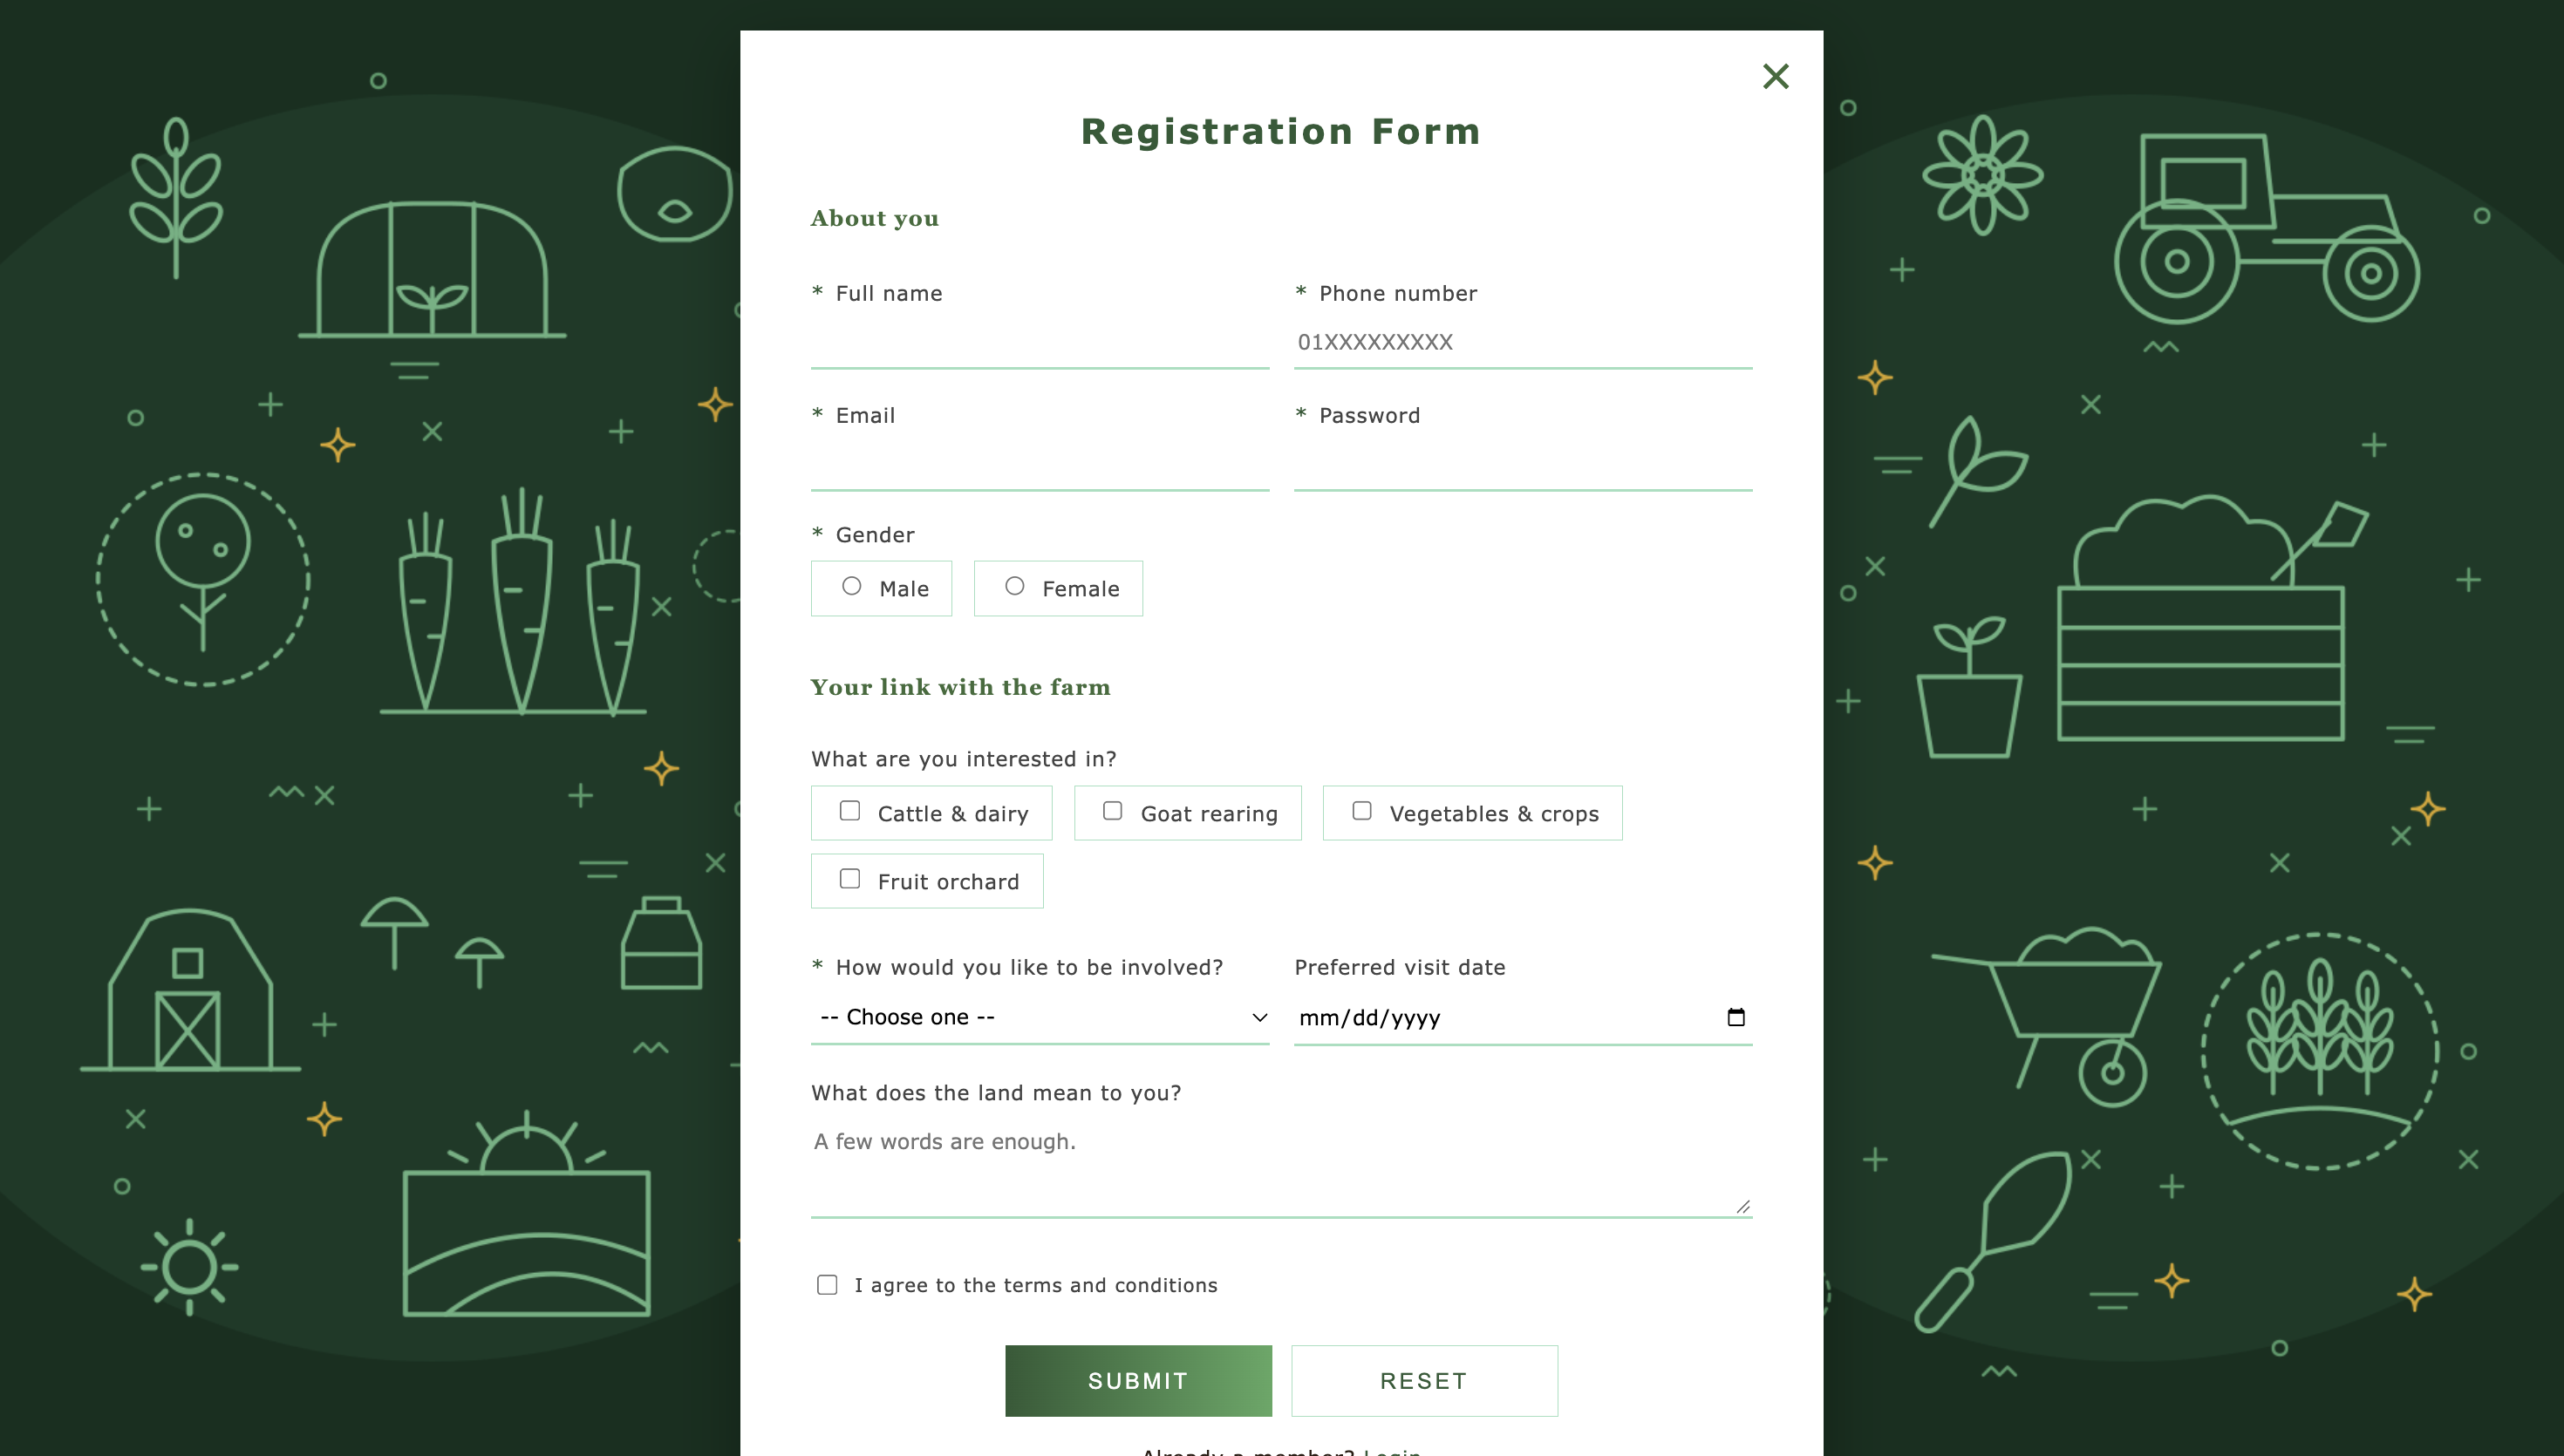 Registration Form
About you
* Full name
* Phone number
01XXXXXXXXX
* Email
* Password
* Gender
Male
Female
Your link with the farm
What are you interested in?
Cattle & dairy
Goat rearing
Vegetables & crops
Fruit orchard
* How would you like to be involved?
-- Choose one --
Preferred visit date
mm/dd/yyyy
What does the land mean to you?
A few words are enough.
I agree to the terms and conditions
SUBMIT
RESET
Already a member? Login